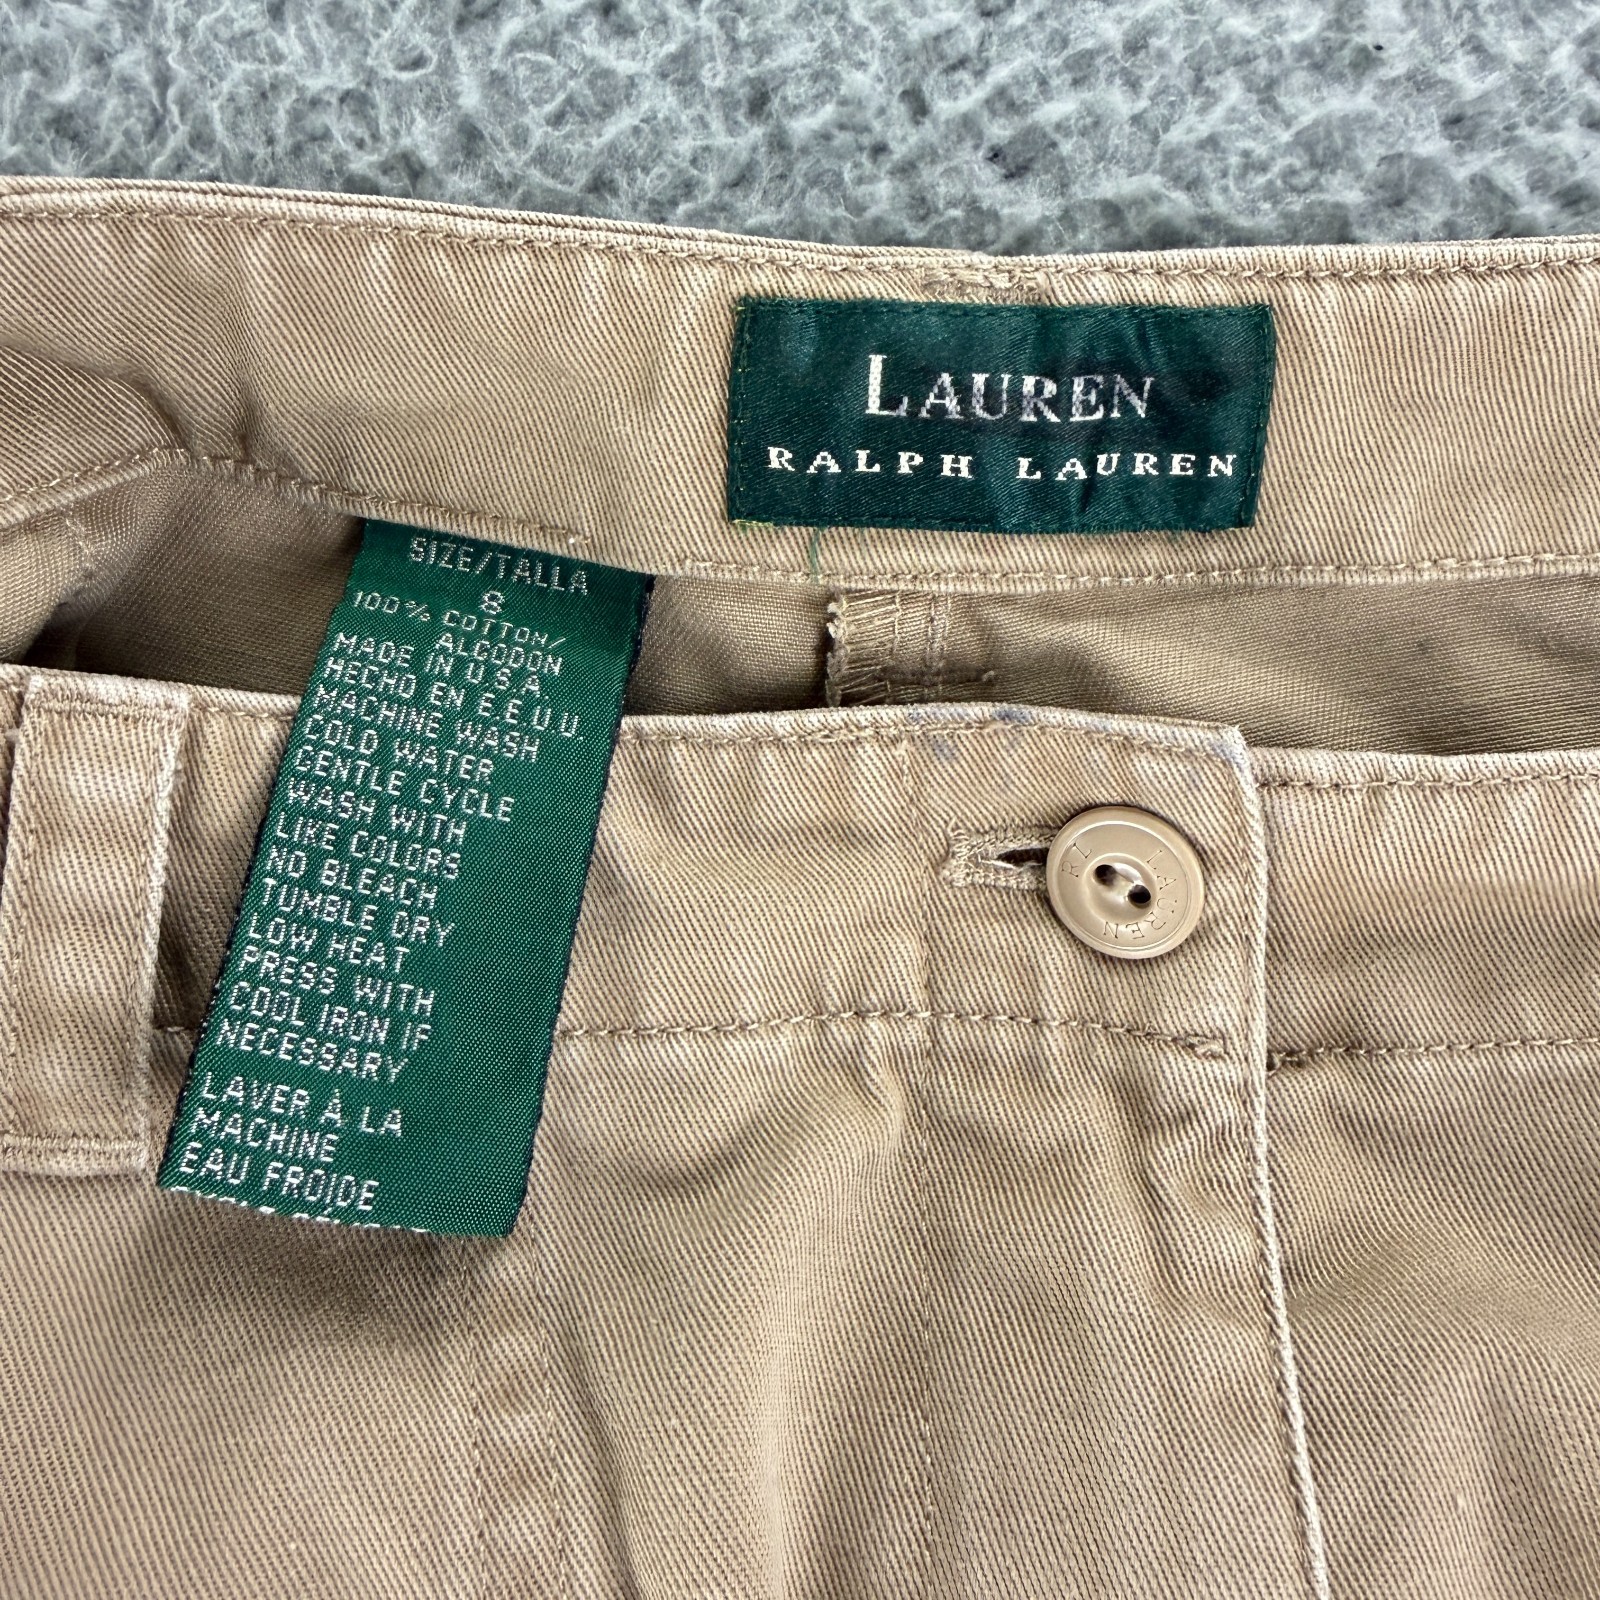 LAUREN
RALPH LAUREN
SIZE/TALLA
8
100% COTTON/
ALGODON
MADE IN U.S.A.
HECHO EN E.E.U.U.
MACHINE WASH
COLD WATER
GENTLE CYCLE
WASH WITH
LIKE COLORS
NO BLEACH
TUMBLE DRY
LOW HEAT
PRESS WITH
COOL IRON IF
NECESSARY
LAVER À LA
MACHINE
EAU FROIDE
RL LAUREN